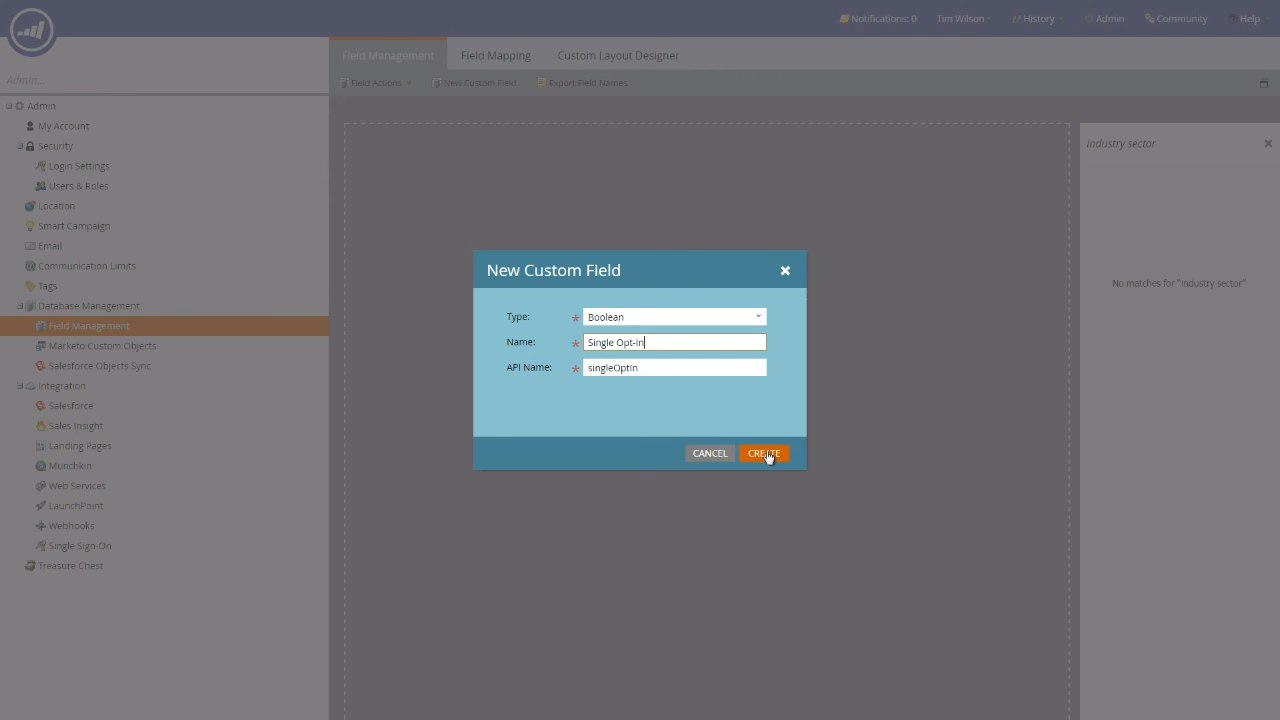 Notifications: 0
Tim Wilson
History
Admin
Community
Help
Admin...
Field Management
Field Mapping
Custom Layout Designer
Field Actions
New Custom Field
Export Field Names
Admin
My Account
Security
Login Settings
Users & Roles
Location
Smart Campaign
Email
Communication Limits
Tags
Database Management
Field Management
Marketo Custom Objects
Salesforce Objects Sync
Integration
Salesforce
Sales Insight
Landing Pages
Munchkin
Web Services
LaunchPoint
Webhooks
Single Sign-On
Treasure Chest
New Custom Field
Type: * Boolean
Name: * Single Opt-In
API Name: * singleOptIn
CANCEL
CREATE
Industry sector
No matches for "Industry sector"